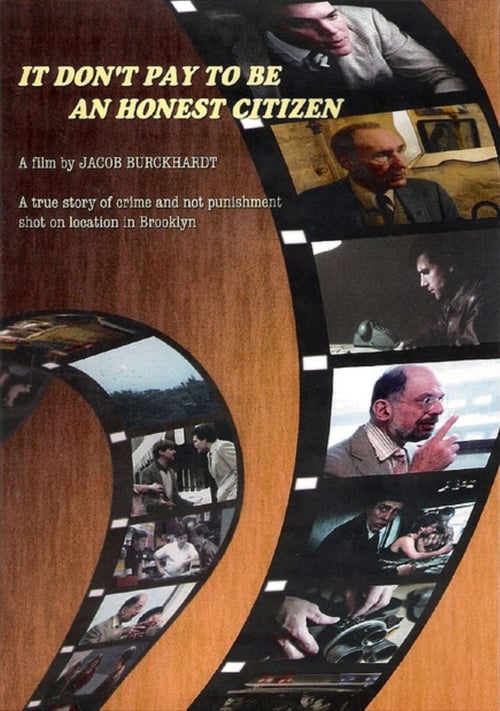 IT DON'T PAY TO BE
AN HONEST CITIZEN
A film by JACOB BURCKHARDT
A true story of crime and not punishment
shot on location in Brooklyn